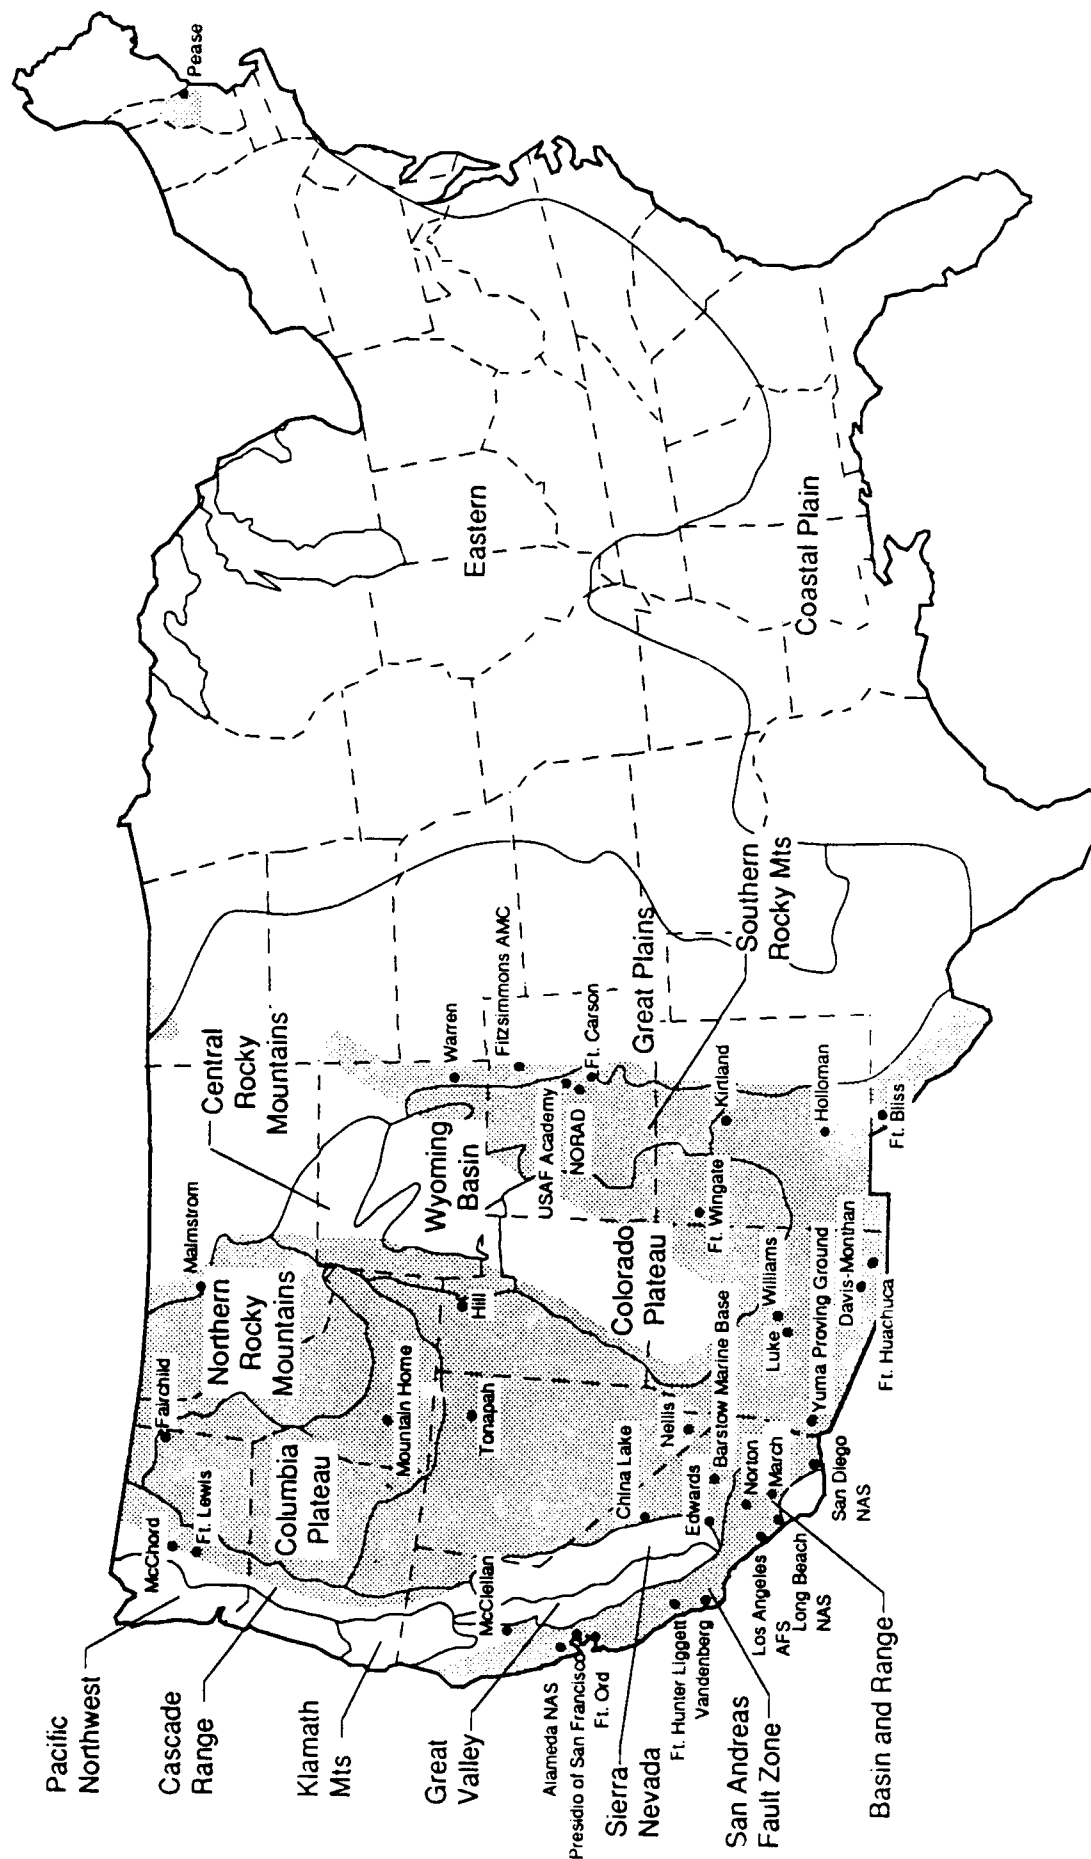 Pacific
Northwest
Cascade
Range
Klamath
Mts
Great
Valley
Alameda NAS
Presidio of San Francisco
Ft. Ord
Sierra
Nevada
Ft. Hunter Liggett
Vandenberg
San Andreas
Fault Zone
Los Angeles
AFS
Long Beach
NAS
Basin and Range
San Diego
NAS
McChord
Ft. Lewis
Fairchild
Columbia
Plateau
Mountain Home
Tonapah
McClellan
China Lake
Nellis
Edwards
Barstow Marine Base
Norton
March
Yuma Proving Ground
Luke
Williams
Davis-Monthan
Ft. Huachuca
Malmstrom
Northern
Rocky
Mountains
Hill
Central
Rocky
Mountains
Wyoming
Basin
Colorado
Plateau
Ft. Wingate
Warren
Fitzsimmons AMC
USAF Academy
NORAD
Ft. Carson
Kirtland
Holloman
Ft. Bliss
Great Plains
Southern
Rocky Mts
Eastern
Coastal Plain
Pease